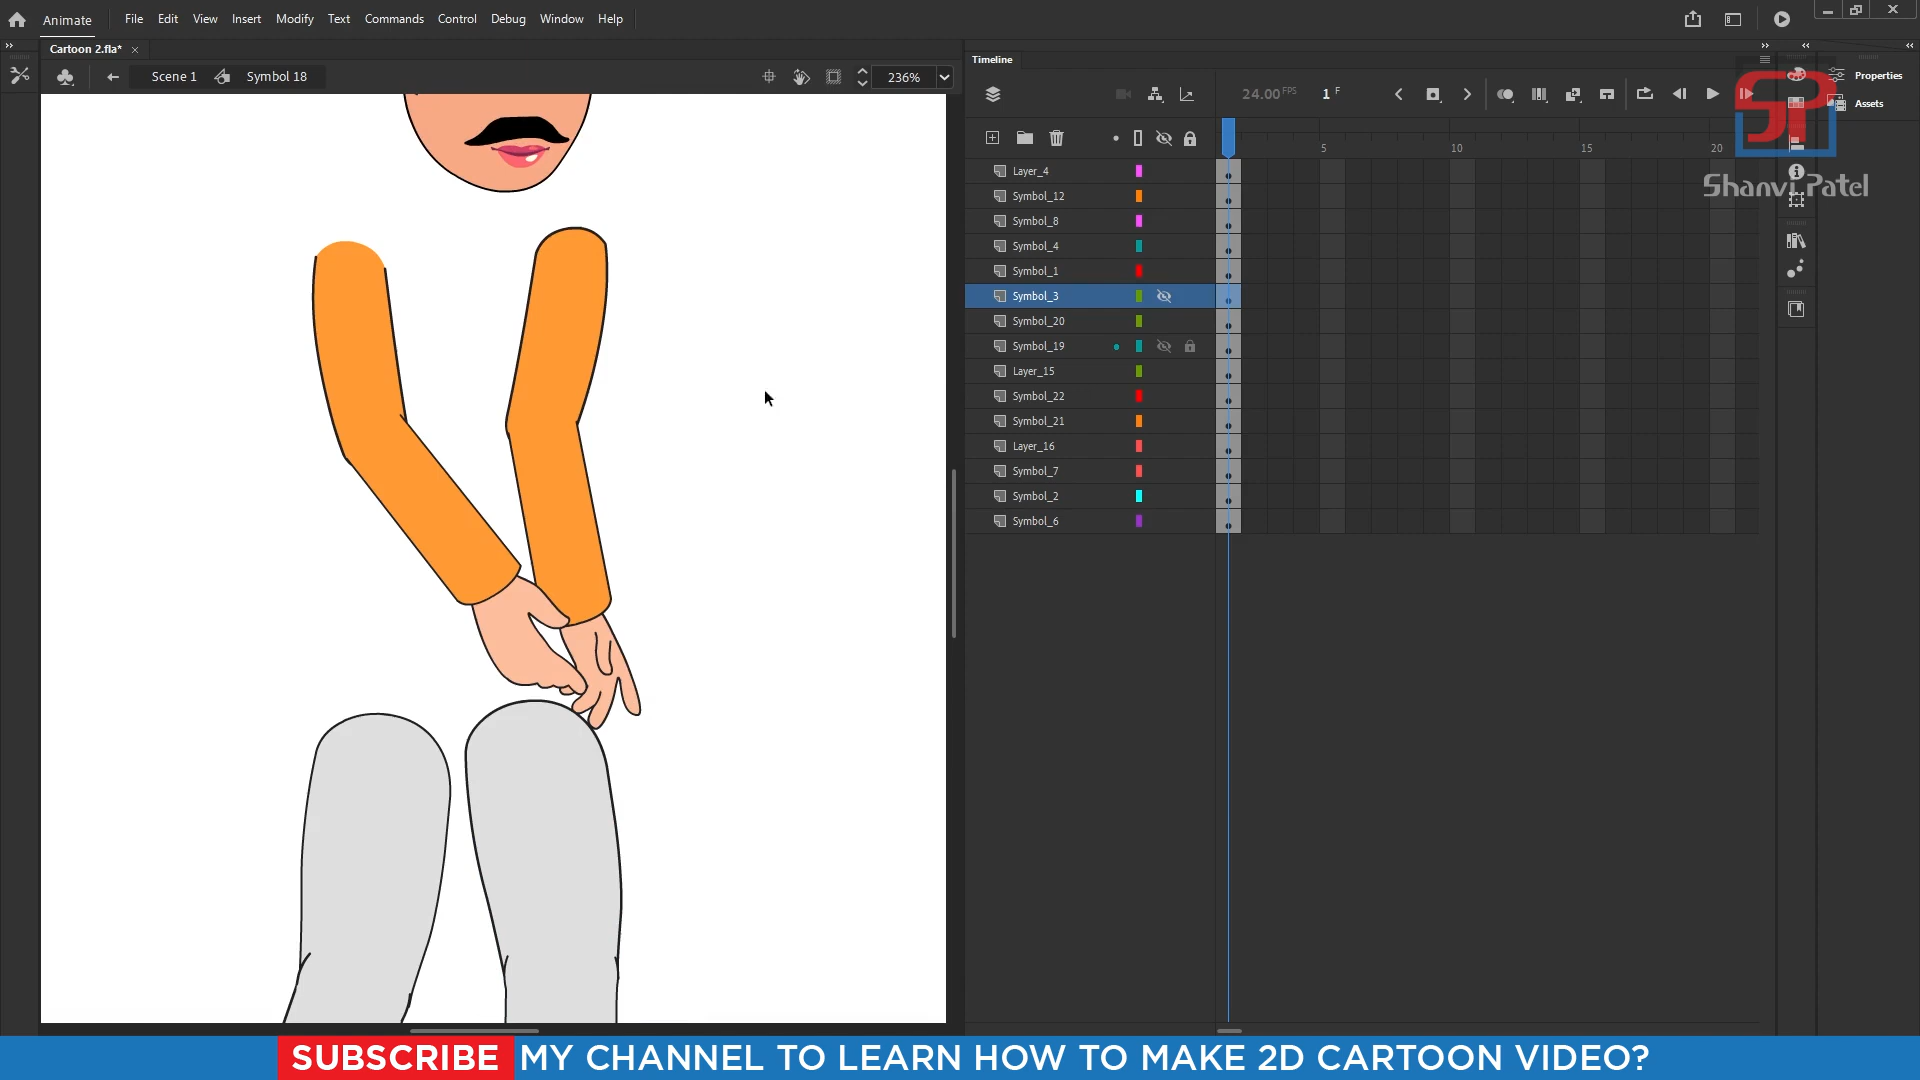 Animate File Edit View Insert Modify Text Commands Control Debug Window Help
Cartoon 2.fla* ×
Scene 1 Symbol 18 236%
Timeline
24.00 FPS 1 F
Properties
Assets
5 10 15 20
SP
Shanvi Patel
Layer_4
Symbol_12
Symbol_8
Symbol_4
Symbol_1
Symbol_3
Symbol_20
Symbol_19
Layer_15
Symbol_22
Symbol_21
Layer_16
Symbol_7
Symbol_2
Symbol_6
SUBSCRIBE MY CHANNEL TO LEARN HOW TO MAKE 2D CARTOON VIDEO?